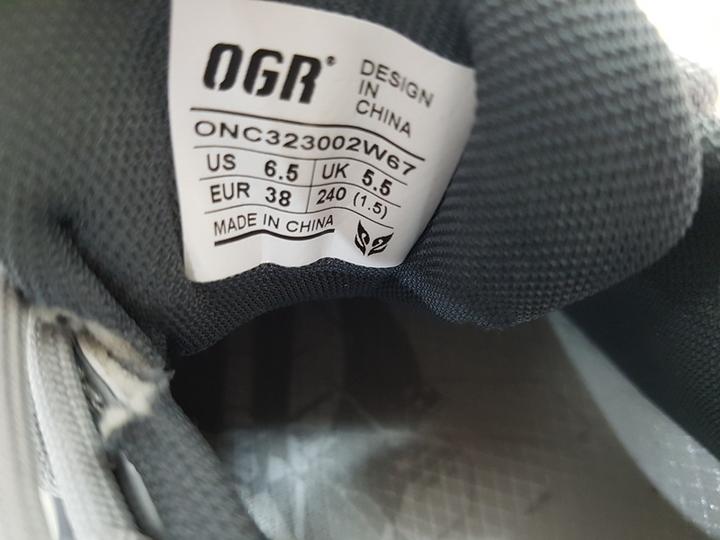 OGR®
DESIGN
IN
CHINA
ONC323002W67
US 6.5 UK 5.5
EUR 38 240 (1.5)
MADE IN CHINA